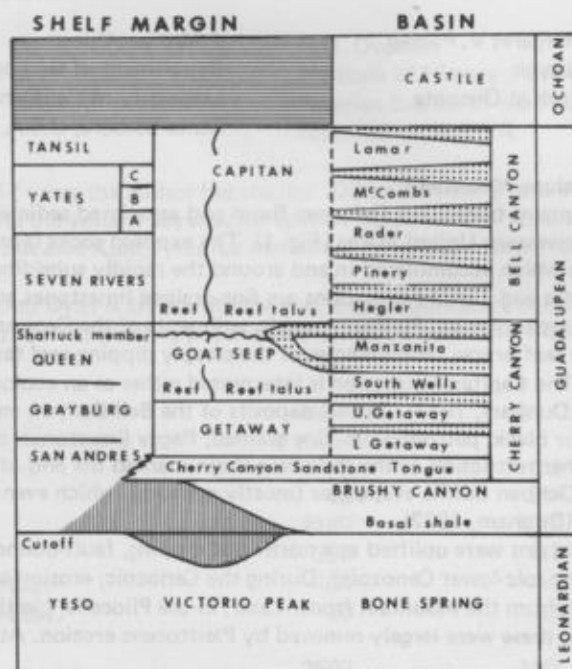 SHELF MARGIN
BASIN
CASTILE
OCHOAN
TANSIL
CAPITAN
Lamar
YATES
C
B
A
McCombs
Rader
BELL CANYON
SEVEN RIVERS
Pinery
Reef
Reef talus
Hegler
GUADALUPEAN
Shattuck member
QUEEN
GOAT SEEP
Manzanita
South Wells
CHERRY CANYON
Reef
Reef talus
GRAYBURG
GETAWAY
U.Getaway
L Getaway
SAN ANDRES
Cherry Canyon Sandstone Tongue
BRUSHY CANYON
Basal shale
Cutoff
YESO
VICTORIO PEAK
BONE SPRING
LEONARDIAN